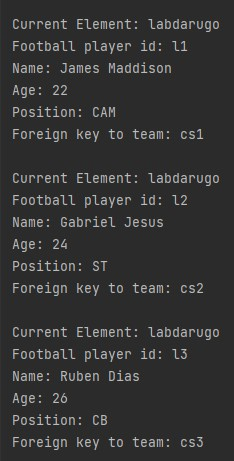 Current Element: labdarugo
Football player id: l1
Name: James Maddison
Age: 22
Position: CAM
Foreign key to team: cs1
Current Element: labdarugo
Football player id: l2
Name: Gabriel Jesus
Age: 24
Position: ST
Foreign key to team: cs2
Current Element: labdarugo
Football player id: l3
Name: Ruben Dias
Age: 26
Position: CB
Foreign key to team: cs3